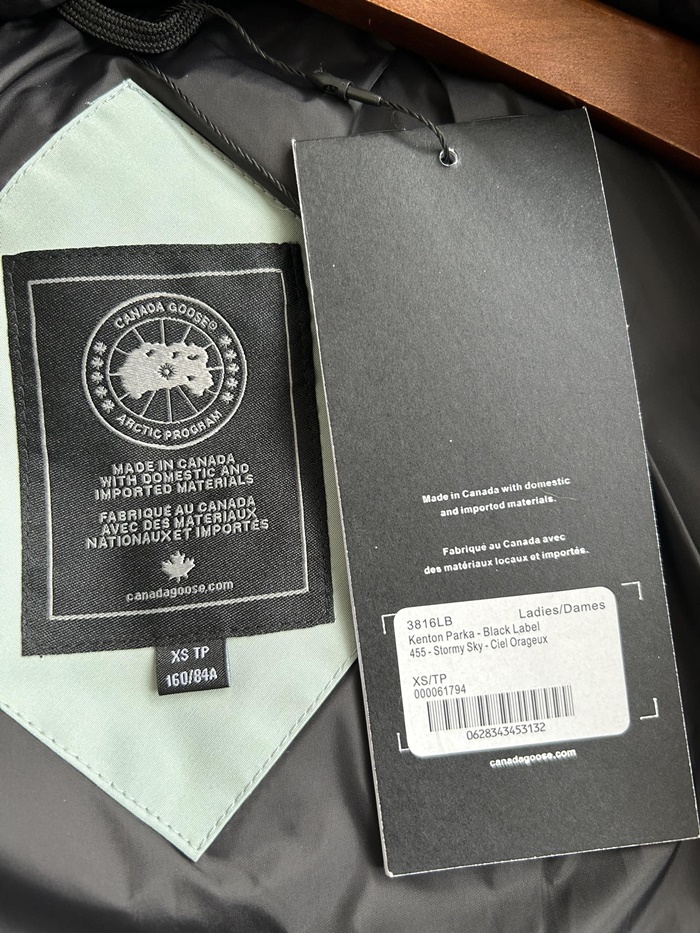 CANADA GOOSE®
ARCTIC PROGRAM
MADE IN CANADA
WITH DOMESTIC AND
IMPORTED MATERIALS
FABRIQUÉ AU CANADA
AVEC DES MATÉRIAUX
NATIONAUX ET IMPORTÉS
canadagoose.com
XS TP
160/84A
Made in Canada with domestic
and imported materials.
Fabriqué au Canada avec
des matériaux locaux et importés.
3816LB Ladies/Dames
Kenton Parka - Black Label
455 - Stormy Sky - Ciel Orageux
XS/TP
000061794
0628343453132
canadagoose.com